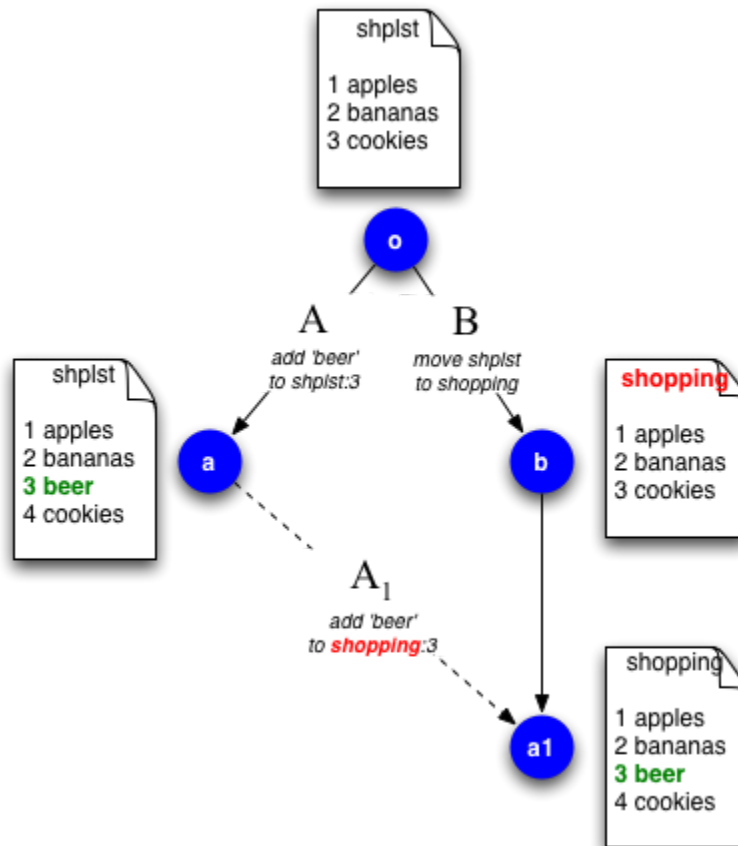 shplst
1 apples
2 bananas
3 cookies
o
A
add 'beer'
to shplst:3
B
move shplst
to shopping
shplst
1 apples
2 bananas
3 beer
4 cookies
a
b
shopping
1 apples
2 bananas
3 cookies
A1
add 'beer'
to shopping:3
a1
shopping
1 apples
2 bananas
3 beer
4 cookies